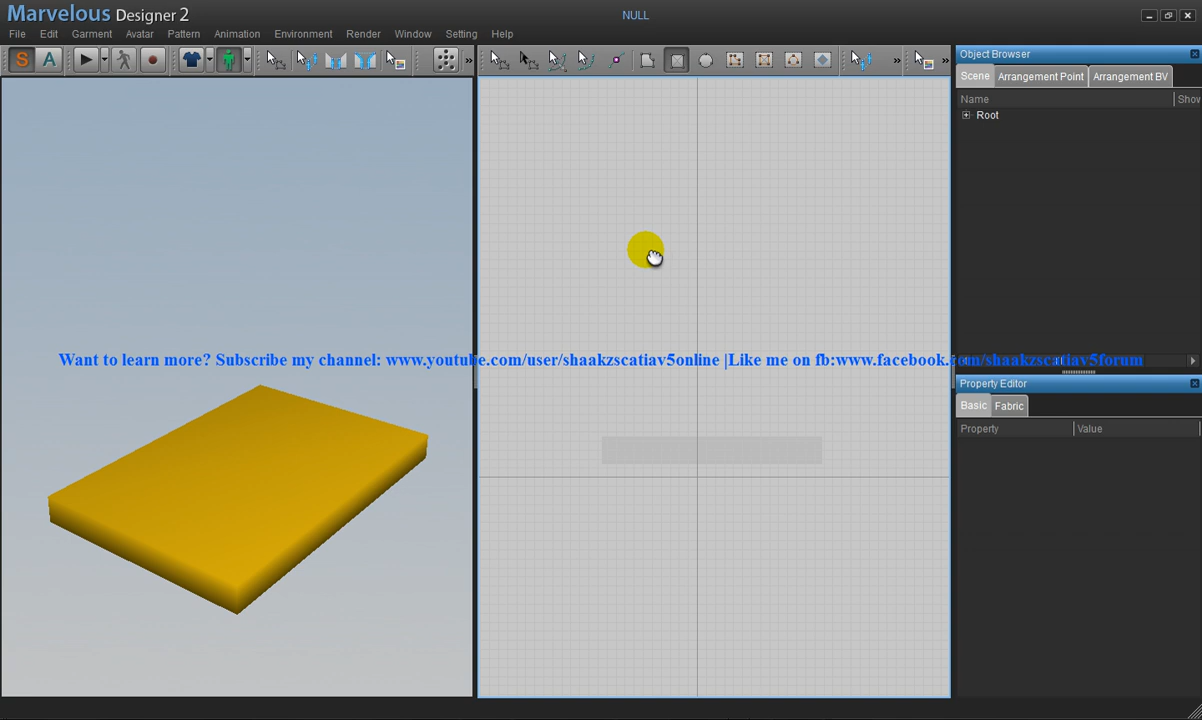 Marvelous Designer 2
NULL
File Edit Garment Avatar Pattern Animation Environment Render Window Setting Help
S A
Object Browser
Scene Arrangement Point Arrangement BV
Name Show
Root
Want to learn more? Subscribe my channel: www.youtube.com/user/shaakzscatiav5online |Like me on fb:www.facebook.com/shaakzscatiav5forum
Property Editor
Basic Fabric
Property Value